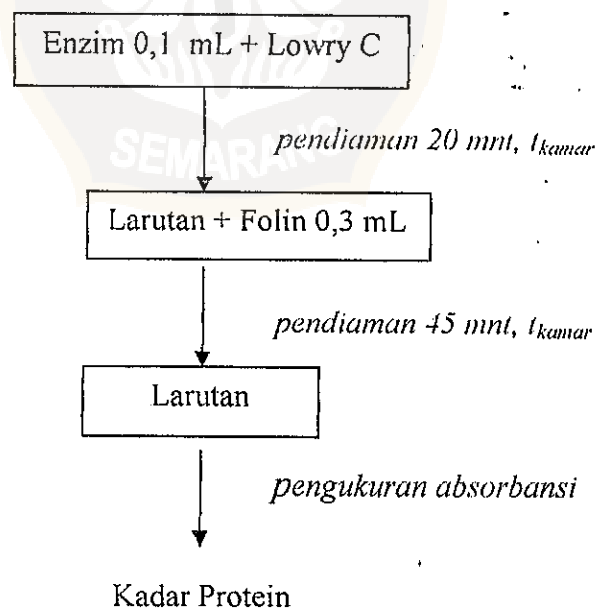 Enzim 0,1 mL + Lowry C
pendiaman 20 mnt, t kamar
SEMARANG
Larutan + Folin 0,3 mL
pendiaman 45 mnt, t kamar
Larutan
pengukuran absorbansi
Kadar Protein